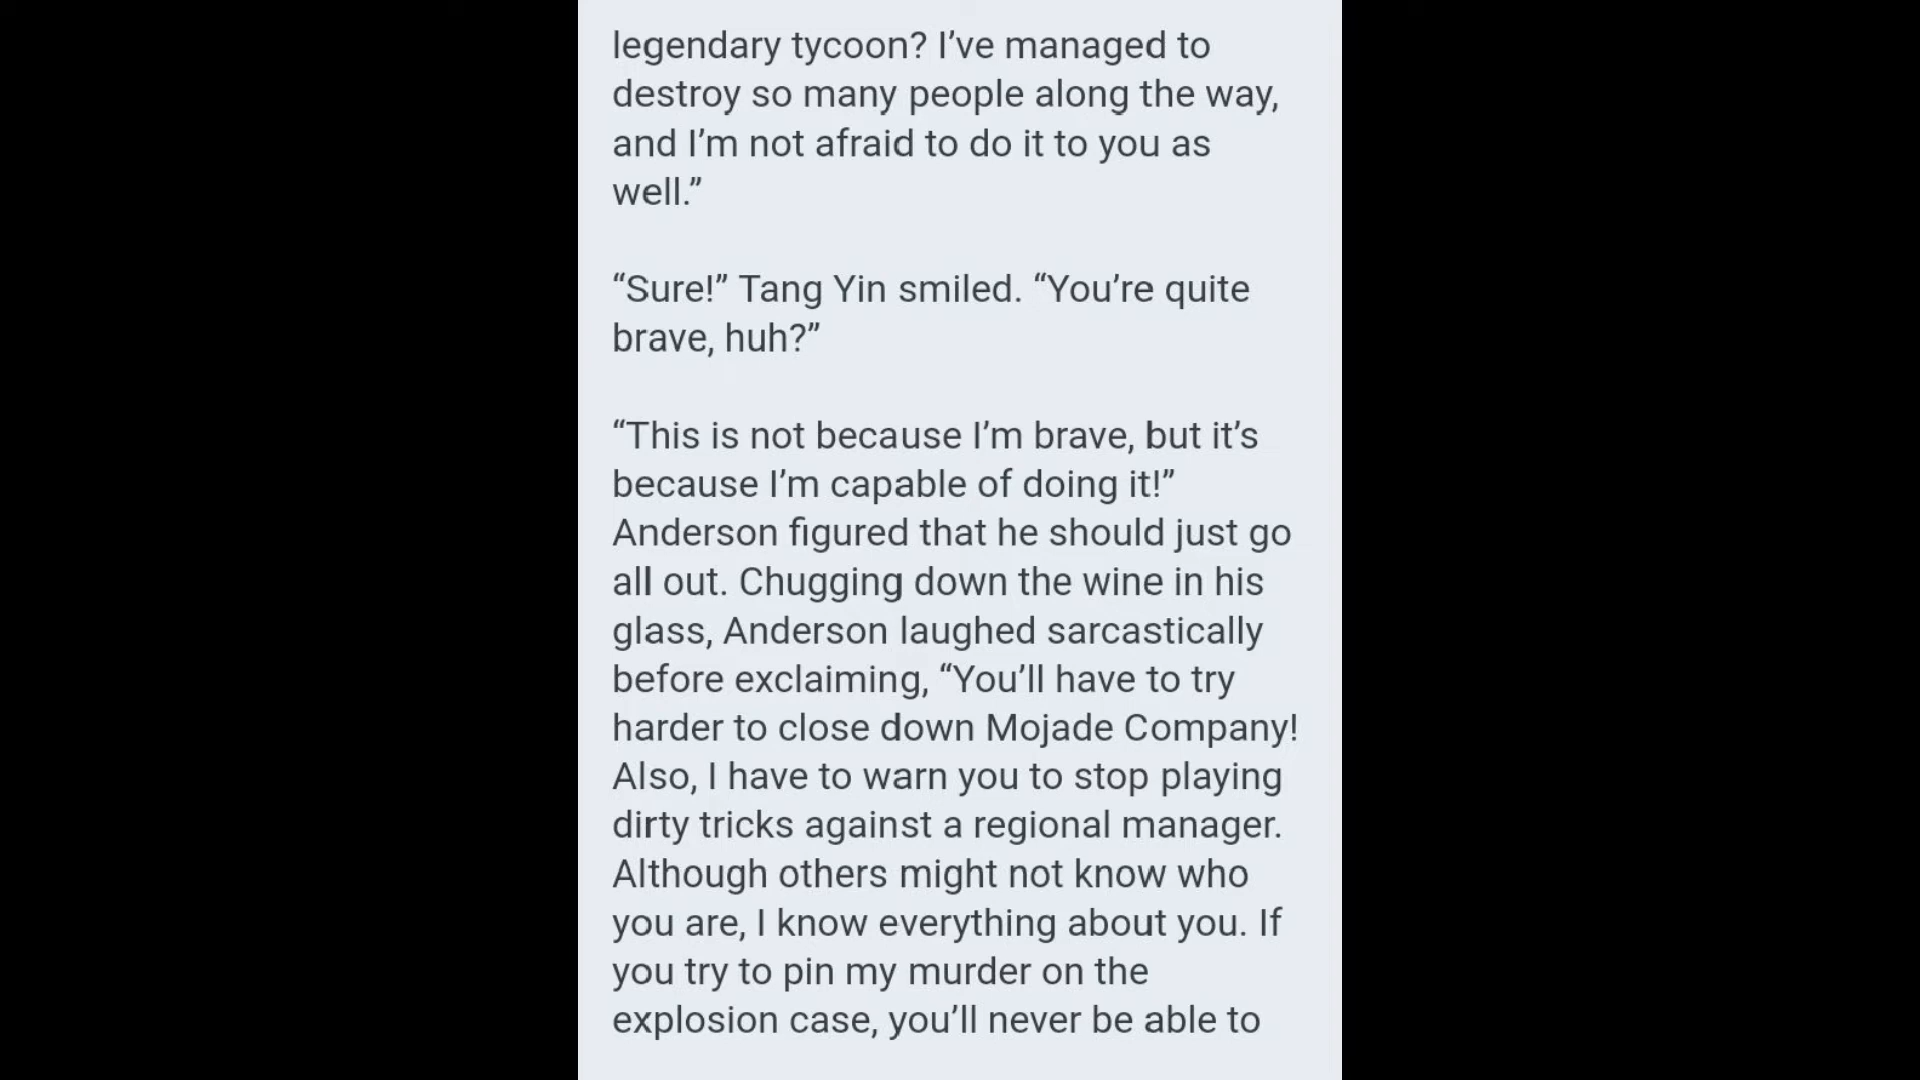 legendary tycoon? I’ve managed to
destroy so many people along the way,
and I’m not afraid to do it to you as
well.”
“Sure!” Tang Yin smiled. “You’re quite
brave, huh?”
“This is not because I’m brave, but it’s
because I’m capable of doing it!”
Anderson figured that he should just go
all out. Chugging down the wine in his
glass, Anderson laughed sarcastically
before exclaiming, “You’ll have to try
harder to close down Mojade Company!
Also, I have to warn you to stop playing
dirty tricks against a regional manager.
Although others might not know who
you are, I know everything about you. If
you try to pin my murder on the
explosion case, you’ll never be able to